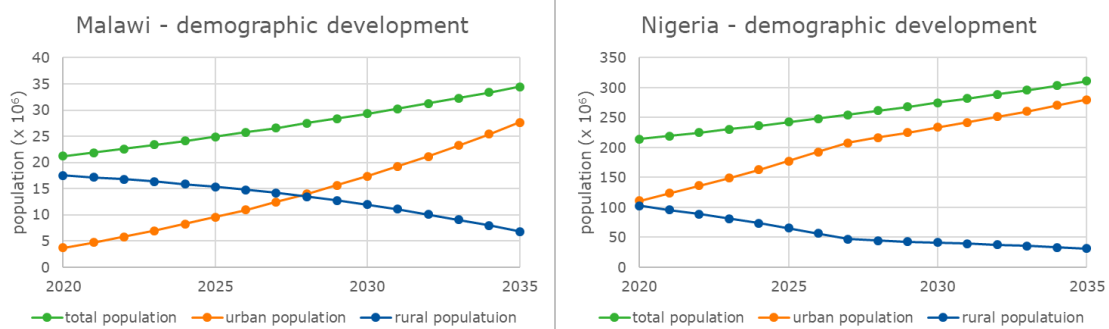 Malawi - demographic development
population (x 10⁶)
40
35
30
25
20
15
10
5
0
2020 2025 2030 2035
total population urban population rural populatuion
Nigeria - demographic development
population (x 10⁶)
350
300
250
200
150
100
50
0
2020 2025 2030 2035
total population urban population rural populatuion